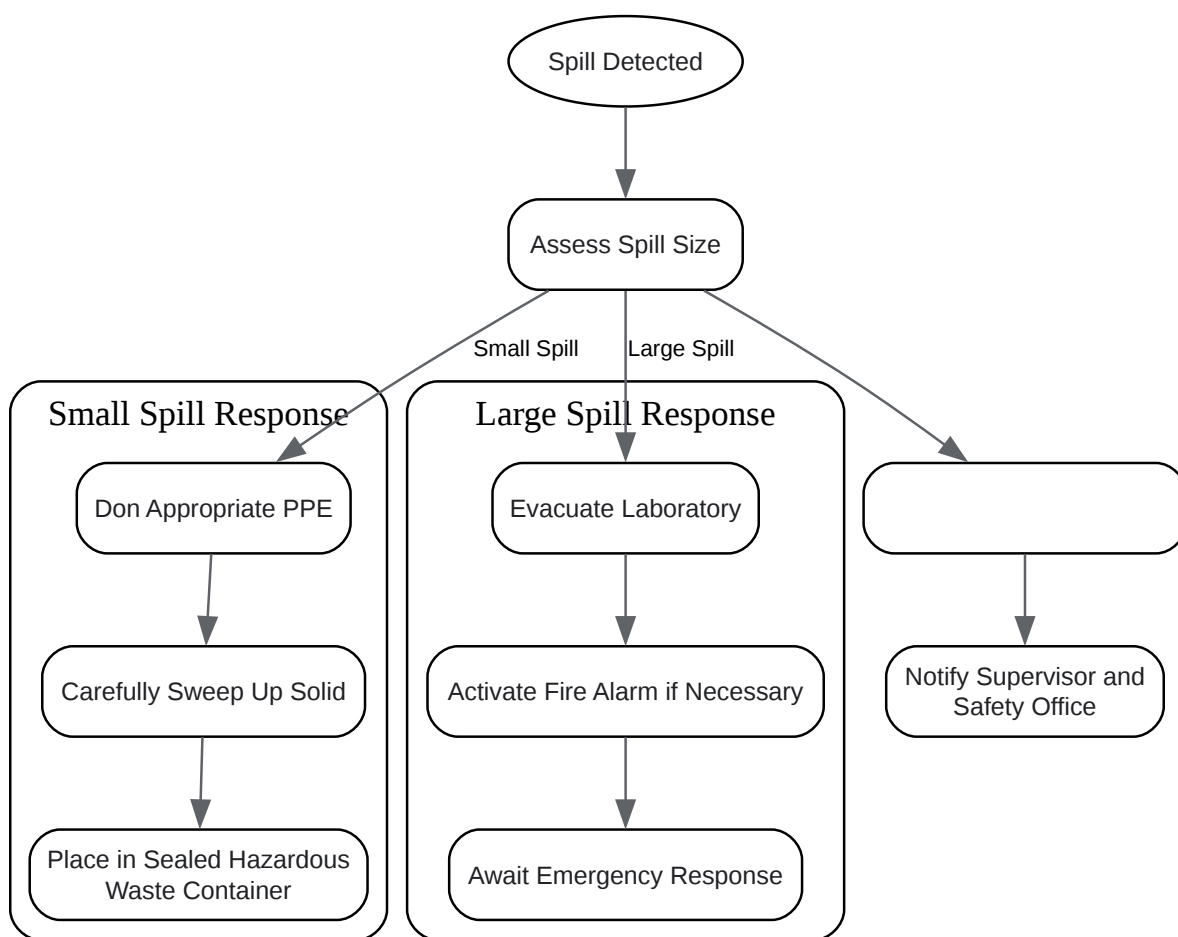 Spill Detected
Assess Spill Size
Small Spill
Large Spill
Small Spill Response
Large Spill Response
Don Appropriate PPE
Evacuate Laboratory
Carefully Sweep Up Solid
Activate Fire Alarm if Necessary
Notify Supervisor and
Safety Office
Place in Sealed Hazardous
Waste Container
Await Emergency Response